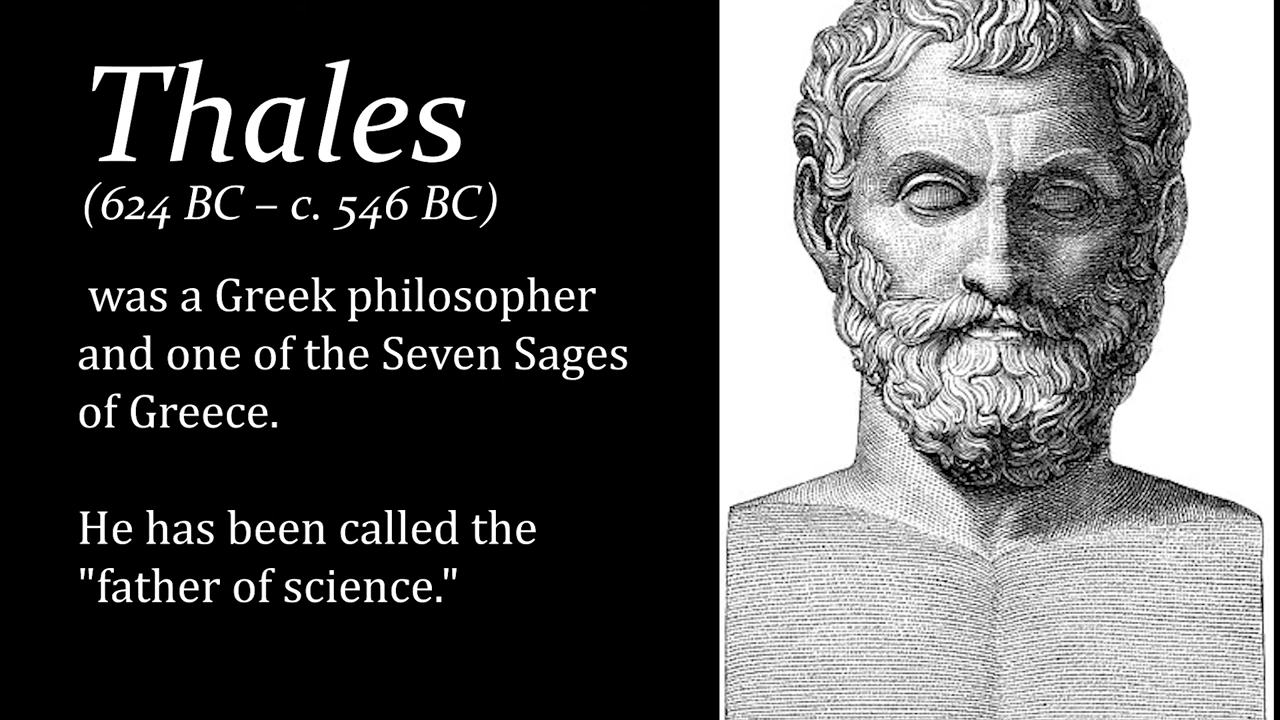 Thales
(624 BC – c. 546 BC)
was a Greek philosopher
and one of the Seven Sages
of Greece.
He has been called the
"father of science."